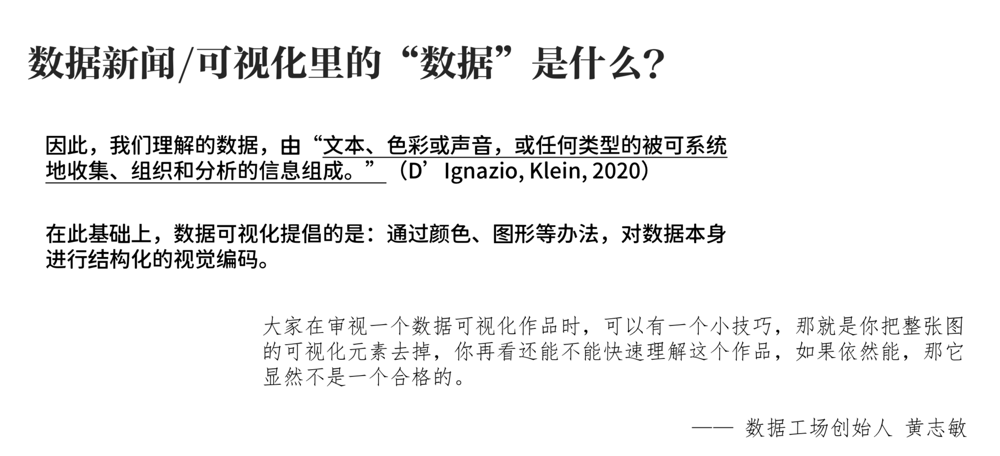 数据新闻/可视化里的“数据”是什么？
因此，我们理解的数据，由“文本、色彩或声音，或任何类型的被可系统
地收集、组织和分析的信息组成。”（D’Ignazio, Klein, 2020）
在此基础上，数据可视化提倡的是：通过颜色、图形等办法，对数据本身
进行结构化的视觉编码。
大家在审视一个数据可视化作品时，可以有一个小技巧，那就是你把整张图
的可视化元素去掉，你再看还能不能快速理解这个作品，如果依然能，那它
显然不是一个合格的。
—— 数据工场创始人 黄志敏